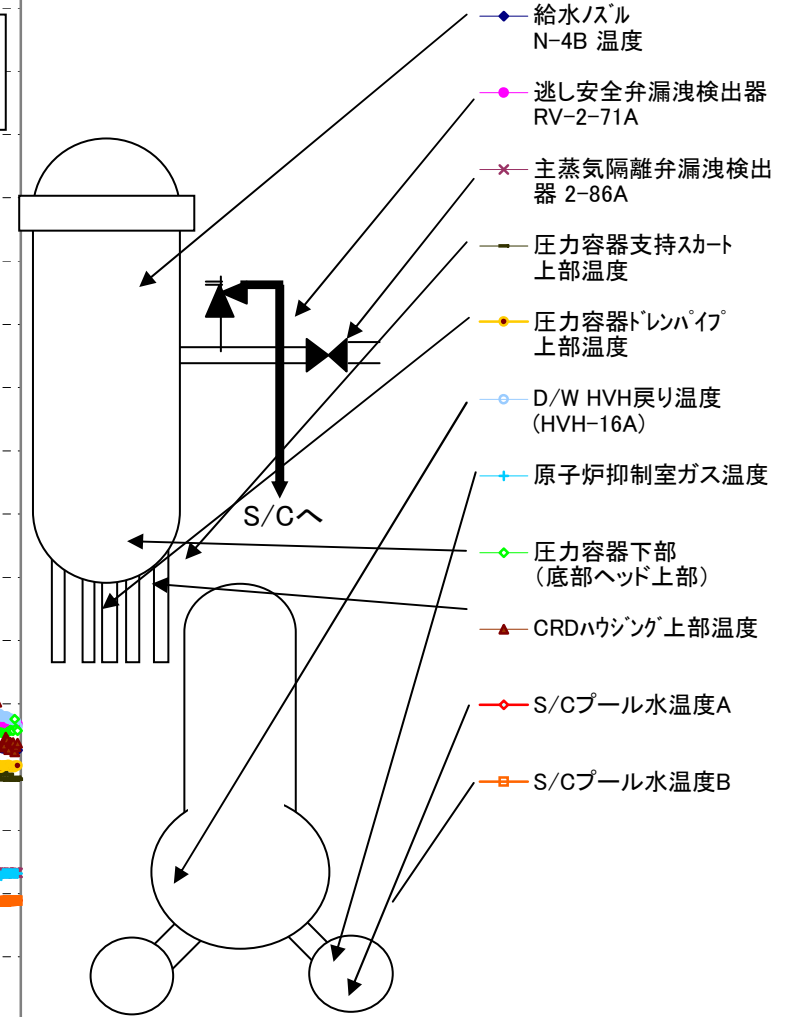 給水ﾉｽﾞﾙ
N-4B 温度
逃し安全弁漏洩検出器
RV-2-71A
主蒸気隔離弁漏洩検出
器 2-86A
圧力容器支持ｽｶｰﾄ
上部温度
圧力容器ﾄﾞﾚﾝﾊﾟｲﾌﾟ
上部温度
D/W HVH戻り温度
(HVH-16A)
原子炉抑制室ガス温度
S/Cへ
圧力容器下部
（底部ヘッド上部）
CRDﾊｳｼﾞﾝｸﾞ上部温度
S/Cプール水温度A
S/Cプール水温度B